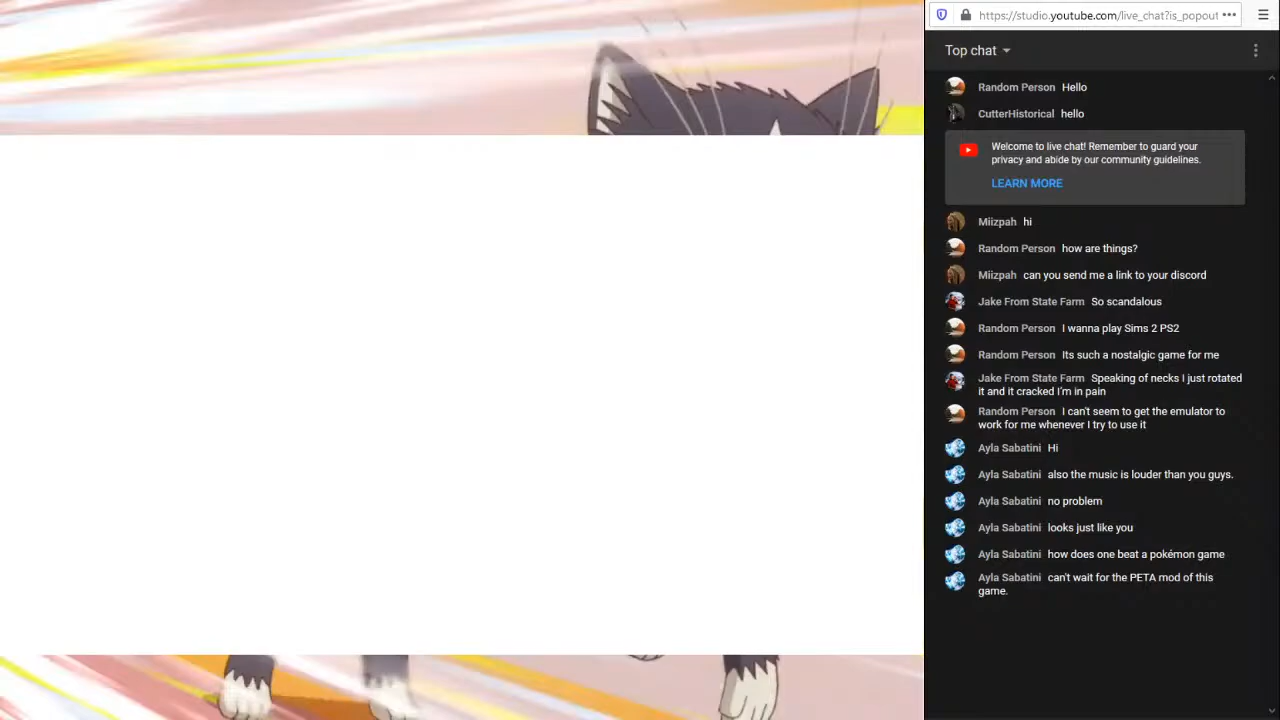 https://studio.youtube.com/live_chat?is_popout
Top chat
Random Person Hello
CutterHistorical hello
Welcome to live chat! Remember to guard your
privacy and abide by our community guidelines.
LEARN MORE
Miizpah hi
Random Person how are things?
Miizpah can you send me a link to your discord
Jake From State Farm So scandalous
Random Person I wanna play Sims 2 PS2
Random Person Its such a nostalgic game for me
Jake From State Farm Speaking of necks I just rotated
it and it cracked I'm in pain
Random Person I can't seem to get the emulator to
work for me whenever I try to use it
Ayla Sabatini Hi
Ayla Sabatini also the music is louder than you guys.
Ayla Sabatini no problem
Ayla Sabatini looks just like you
Ayla Sabatini how does one beat a pokémon game
Ayla Sabatini can't wait for the PETA mod of this
game.